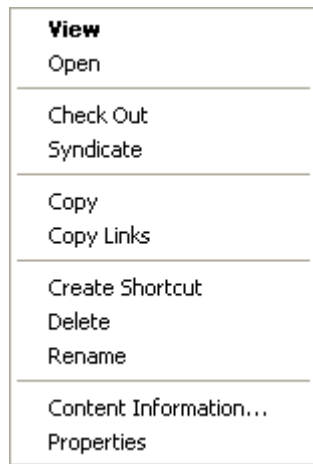 View
Open
Check Out
Syndicate
Copy
Copy Links
Create Shortcut
Delete
Rename
Content Information...
Properties